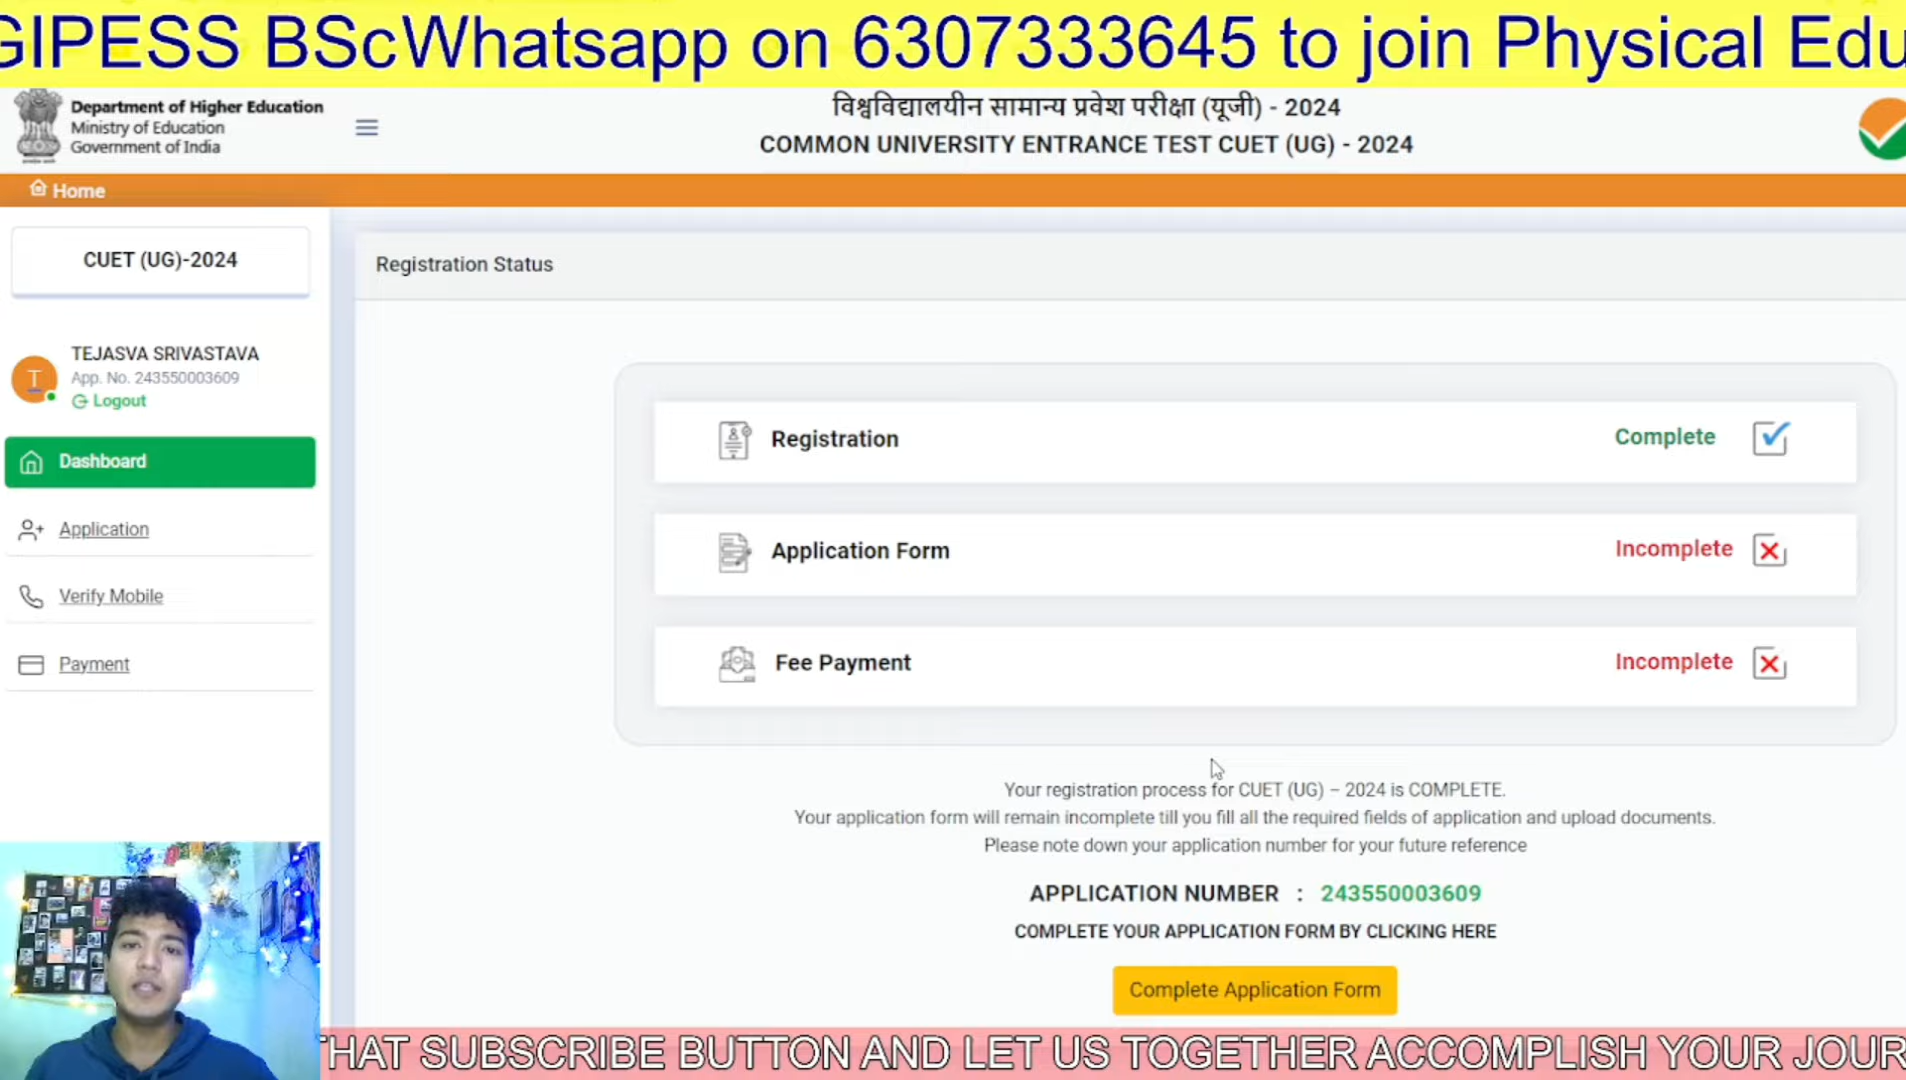 GIPESS BScWhatsapp on 6307333645 to join Physical Edu
Department of Higher Education
Ministry of Education
Government of India
विश्वविद्यालयीन सामान्य प्रवेश परीक्षा (यूजी) - 2024
COMMON UNIVERSITY ENTRANCE TEST CUET (UG) - 2024
Home
CUET (UG)-2024
TEJASVA SRIVASTAVA
App. No. 243550003609
Logout
T
Dashboard
Application
Verify Mobile
Payment
Registration Status
Registration Complete
Application Form Incomplete
Fee Payment Incomplete
Your registration process for CUET (UG) – 2024 is COMPLETE.
Your application form will remain incomplete till you fill all the required fields of application and upload documents.
Please note down your application number for your future reference
APPLICATION NUMBER : 243550003609
COMPLETE YOUR APPLICATION FORM BY CLICKING HERE
Complete Application Form
THAT SUBSCRIBE BUTTON AND LET US TOGETHER ACCOMPLISH YOUR JOUR